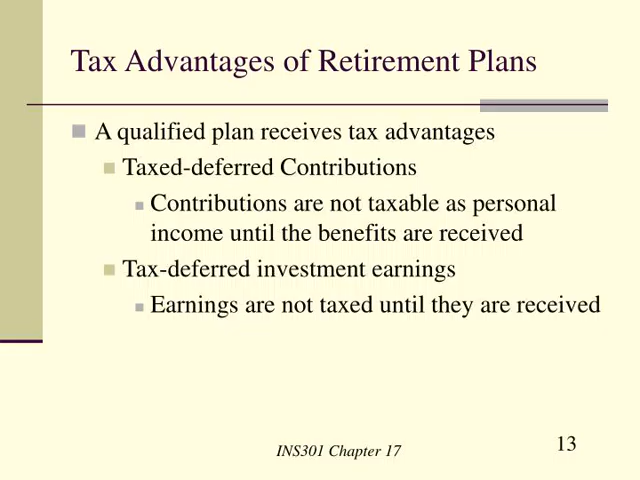 Tax Advantages of Retirement Plans
A qualified plan receives tax advantages
Taxed-deferred Contributions
Contributions are not taxable as personal
income until the benefits are received
Tax-deferred investment earnings
Earnings are not taxed until they are received
INS301 Chapter 17
13